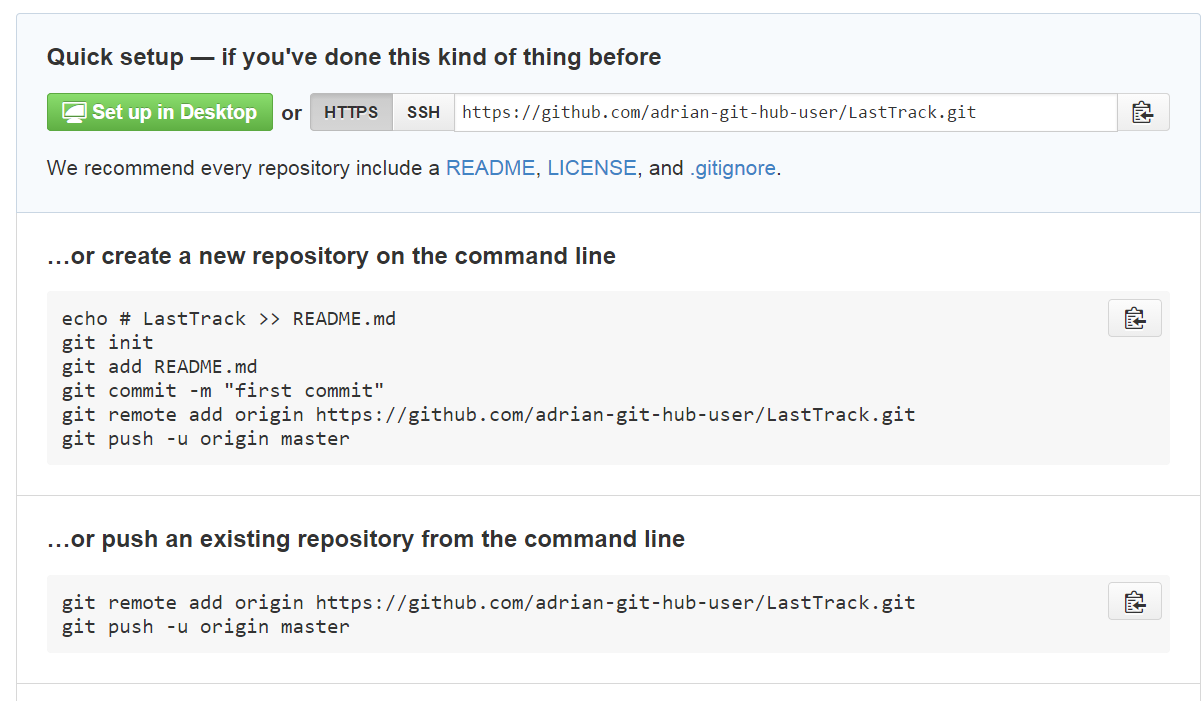 Quick setup — if you've done this kind of thing before
Set up in Desktop or HTTPS SSH https://github.com/adrian-git-hub-user/LastTrack.git
We recommend every repository include a README, LICENSE, and .gitignore.
…or create a new repository on the command line
echo # LastTrack >> README.md
git init
git add README.md
git commit -m "first commit"
git remote add origin https://github.com/adrian-git-hub-user/LastTrack.git
git push -u origin master
…or push an existing repository from the command line
git remote add origin https://github.com/adrian-git-hub-user/LastTrack.git
git push -u origin master